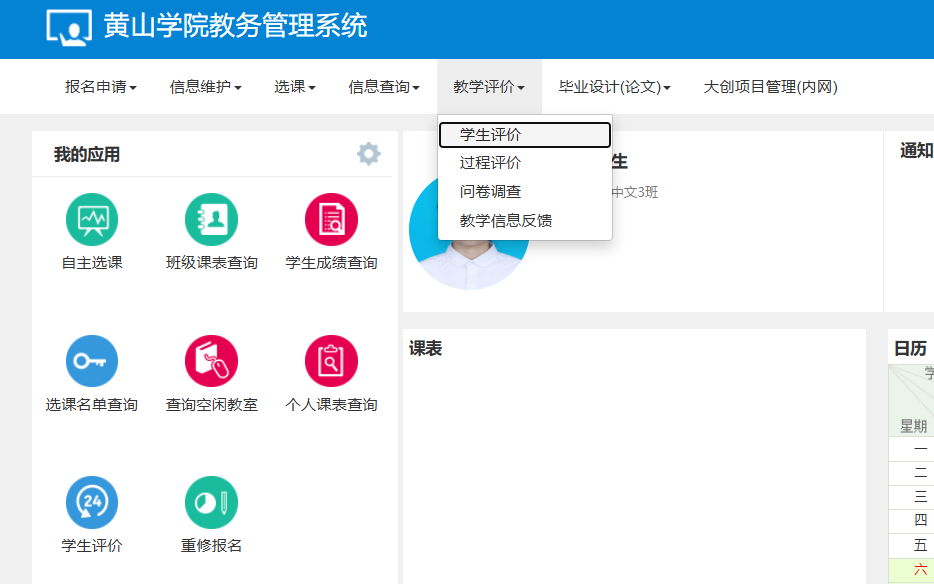 黄山学院教务管理系统
报名申请 信息维护 选课 信息查询 教学评价 毕业设计(论文) 大创项目管理(内网)
学生评价
过程评价
问卷调查
教学信息反馈
我的应用
自主选课 班级课表查询 学生成绩查询
选课名单查询 查询空闲教室 个人课表查询
24
学生评价 重修报名
生
中文3班
通知
课表
日历
学
星期
一
二
三
四
五
六